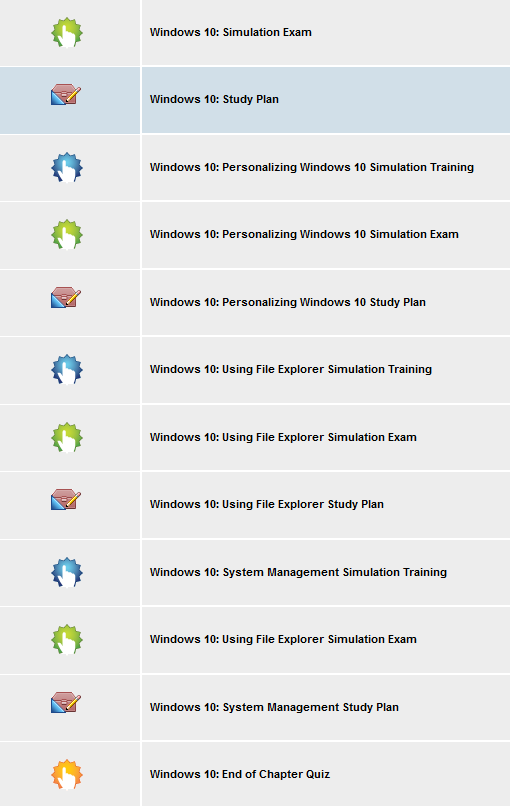 Windows 10: Simulation Exam
Windows 10: Study Plan
Windows 10: Personalizing Windows 10 Simulation Training
Windows 10: Personalizing Windows 10 Simulation Exam
Windows 10: Personalizing Windows 10 Study Plan
Windows 10: Using File Explorer Simulation Training
Windows 10: Using File Explorer Simulation Exam
Windows 10: Using File Explorer Study Plan
Windows 10: System Management Simulation Training
Windows 10: Using File Explorer Simulation Exam
Windows 10: System Management Study Plan
Windows 10: End of Chapter Quiz